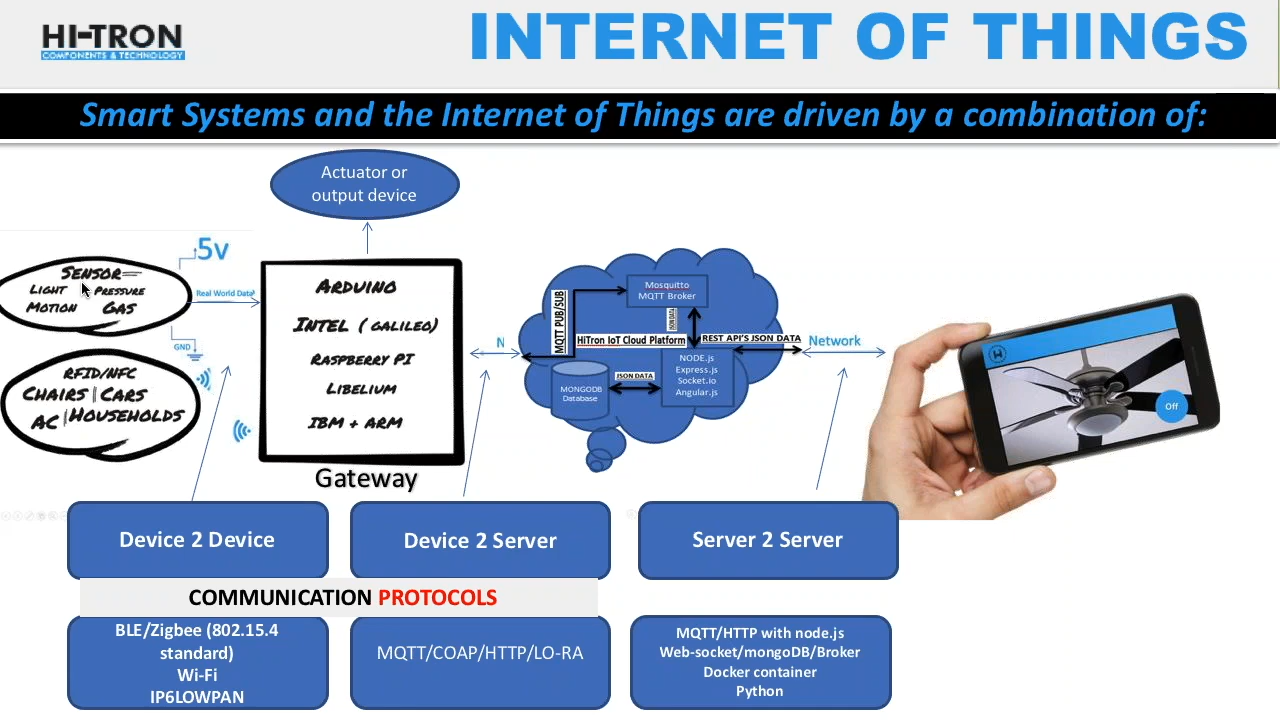 HI-TRON
COMPONENTS & TECHNOLOGY
INTERNET OF THINGS
Smart Systems and the Internet of Things are driven by a combination of:
Actuator or
output device
5v
SENSOR
LIGHT PRESSURE
MOTION GAS
Real World Data
GND
RFID/NFC
CHAIRS | CARS
AC | HOUSEHOLDS
ARDUINO
INTEL ( GALILEO)
RASPBERRY PI
LIBELIUM
IBM + ARM
Gateway
N
Mosquitto
MQTT Broker
MQTT PUB/SUB
JSON DATA
HiTron IoT Cloud Platform
REST API'S JSON DATA
NODE.js
Express.js
Socket.io
Angular.js
JSON DATA
MONGODB
Database
Network
Off
Device 2 Device
Device 2 Server
Server 2 Server
COMMUNICATION PROTOCOLS
BLE/Zigbee (802.15.4
standard)
Wi-Fi
IP6LOWPAN
MQTT/COAP/HTTP/LO-RA
MQTT/HTTP with node.js
Web-socket/mongoDB/Broker
Docker container
Python